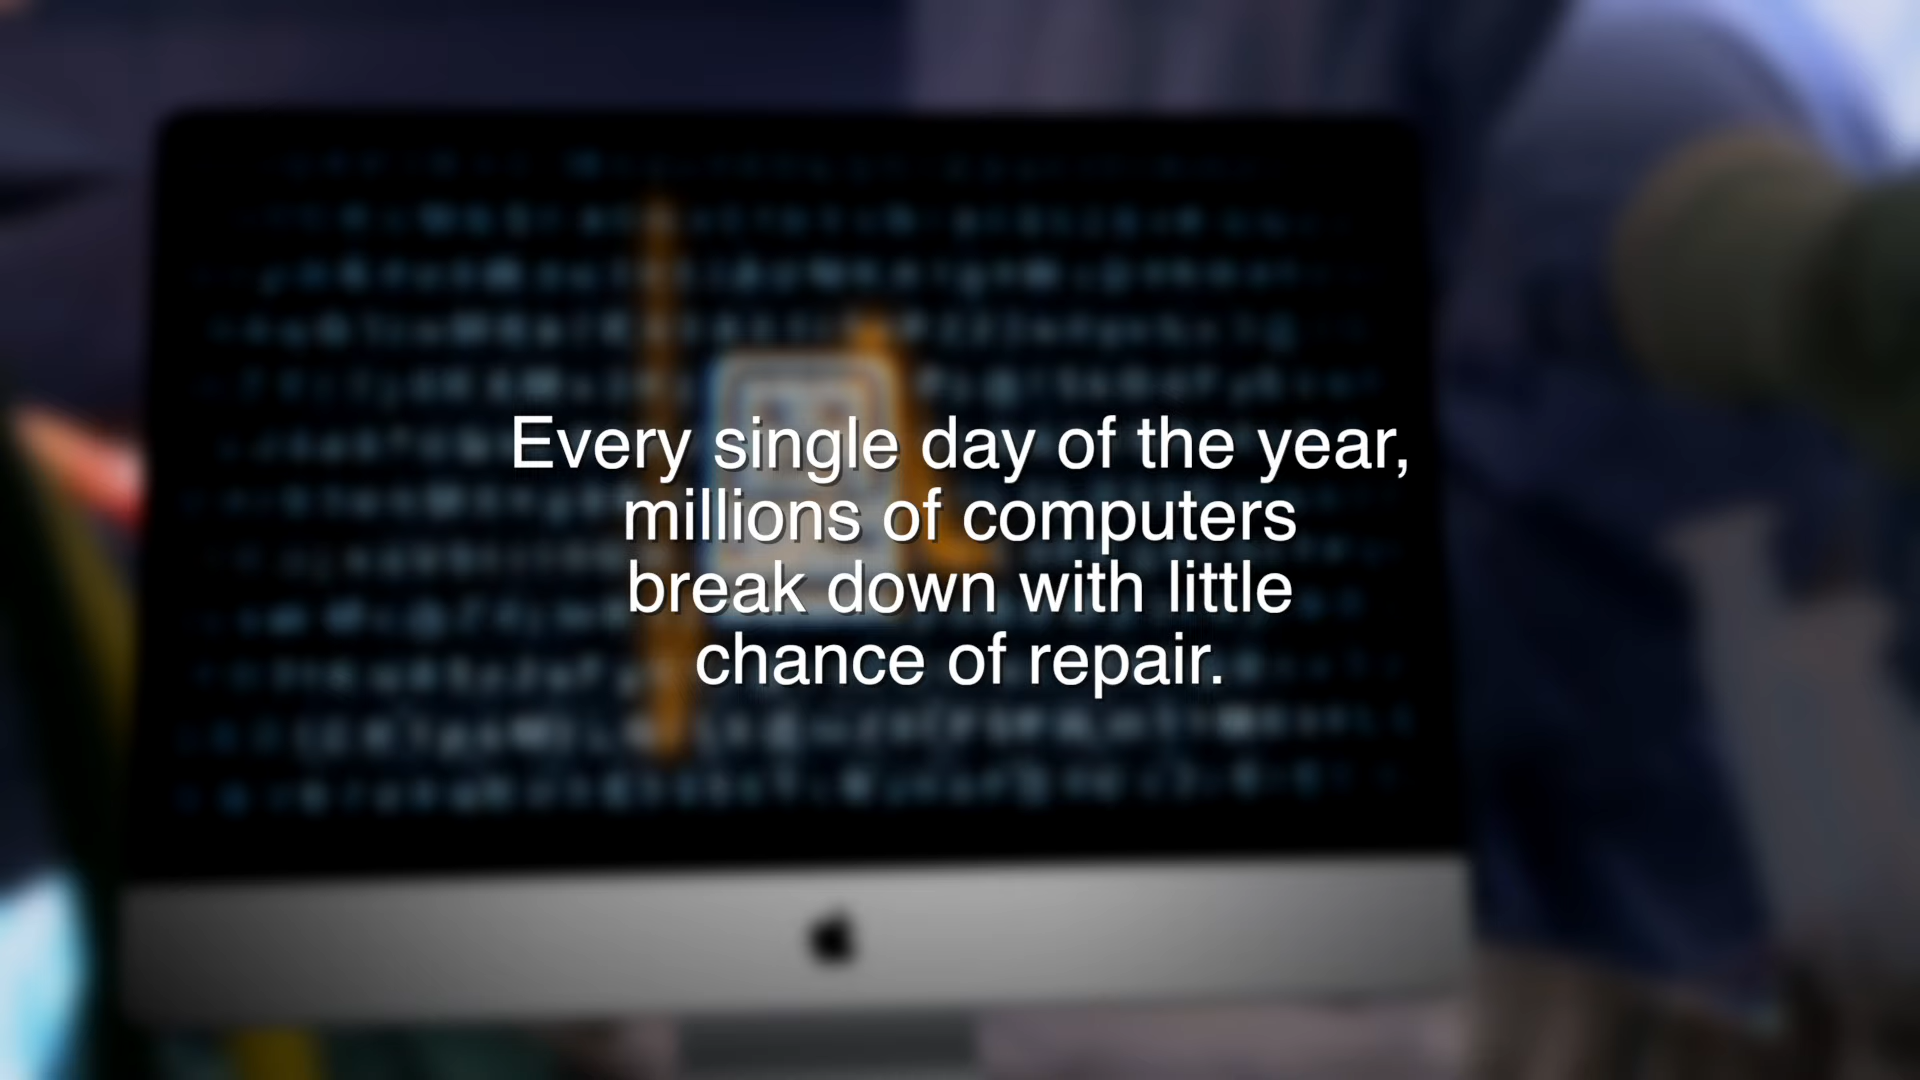 Every single day of the year,
millions of computers
break down with little
chance of repair.